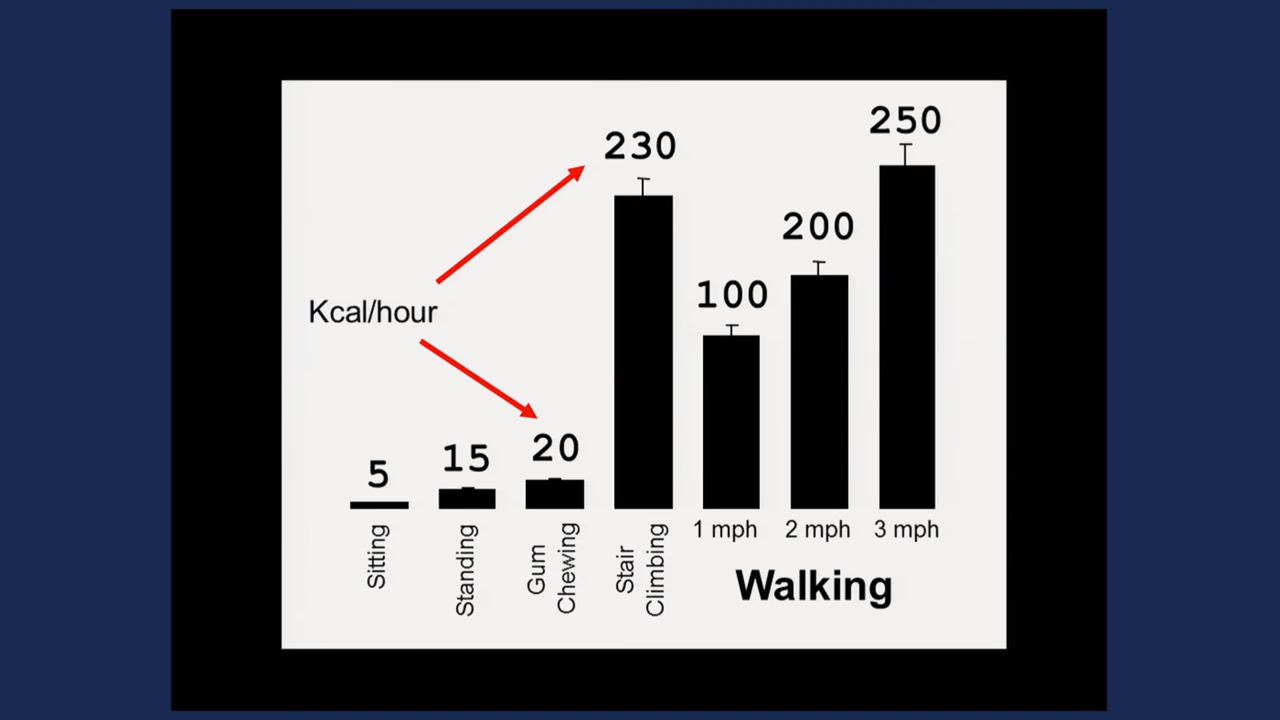 250
230
200
100
Kcal/hour
20
15
5
Sitting
Standing
Gum
Chewing
Stair
Climbing
1 mph
2 mph
3 mph
Walking